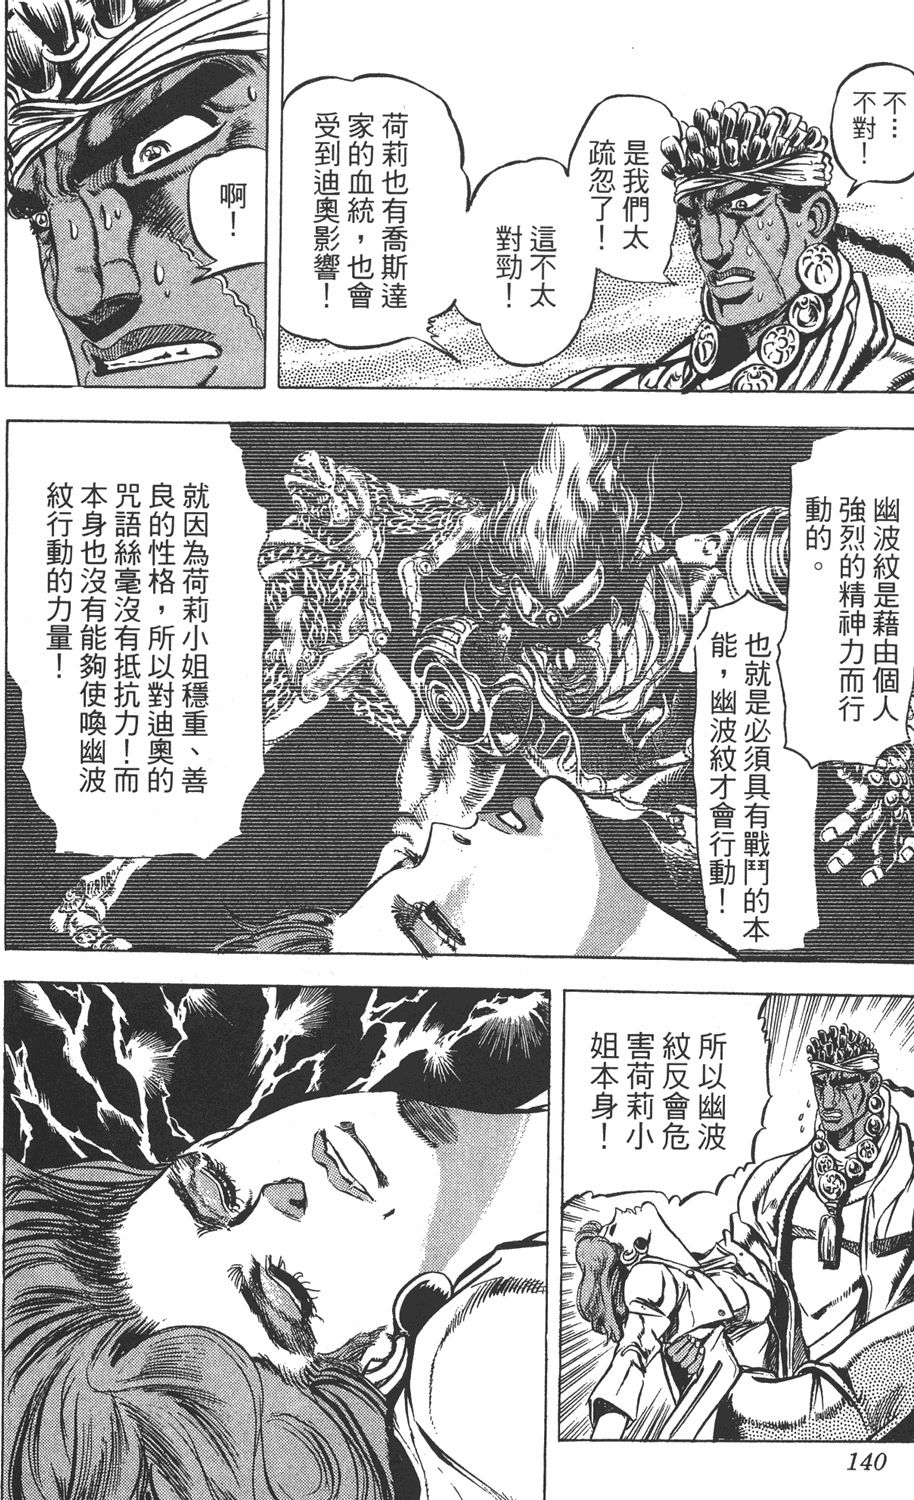 不…
不對！
是我們太
疏忽了！
這不太
對勁！
荷莉也有喬斯達
家的血統，也會
受到迪奧影響！
啊！
幽波紋是藉由個人
強烈的精神力而行
動的。
也就是必須具有戰鬥的本
能，幽波紋才會行動！
就因為荷莉小姐穩重、善
良的性格，所以對迪奧的
咒語絲毫沒有抵抗力！而
本身也沒有能夠使喚幽波
紋行動的力量！
所以幽波
紋反會危
害荷莉小
姐本身！
140